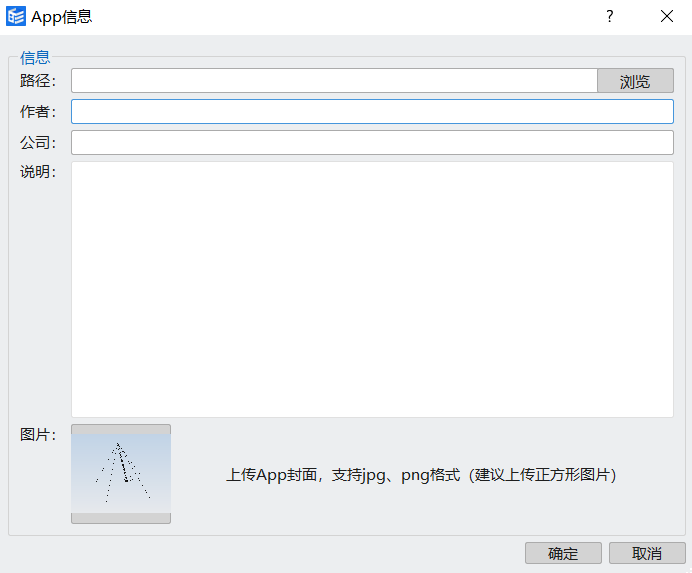 App信息
信息
路径：
浏览
作者：
公司：
说明：
图片：
上传App封面，支持jpg、png格式（建议上传正方形图片）
确定
取消